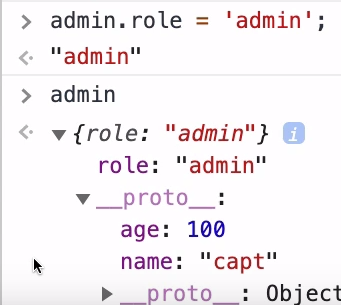 > admin.role = 'admin';
<· "admin"
> admin
<· ▼{role: "admin"} i
role: "admin"
▼__proto__:
age: 100
name: "capt"
▶__proto__: Object